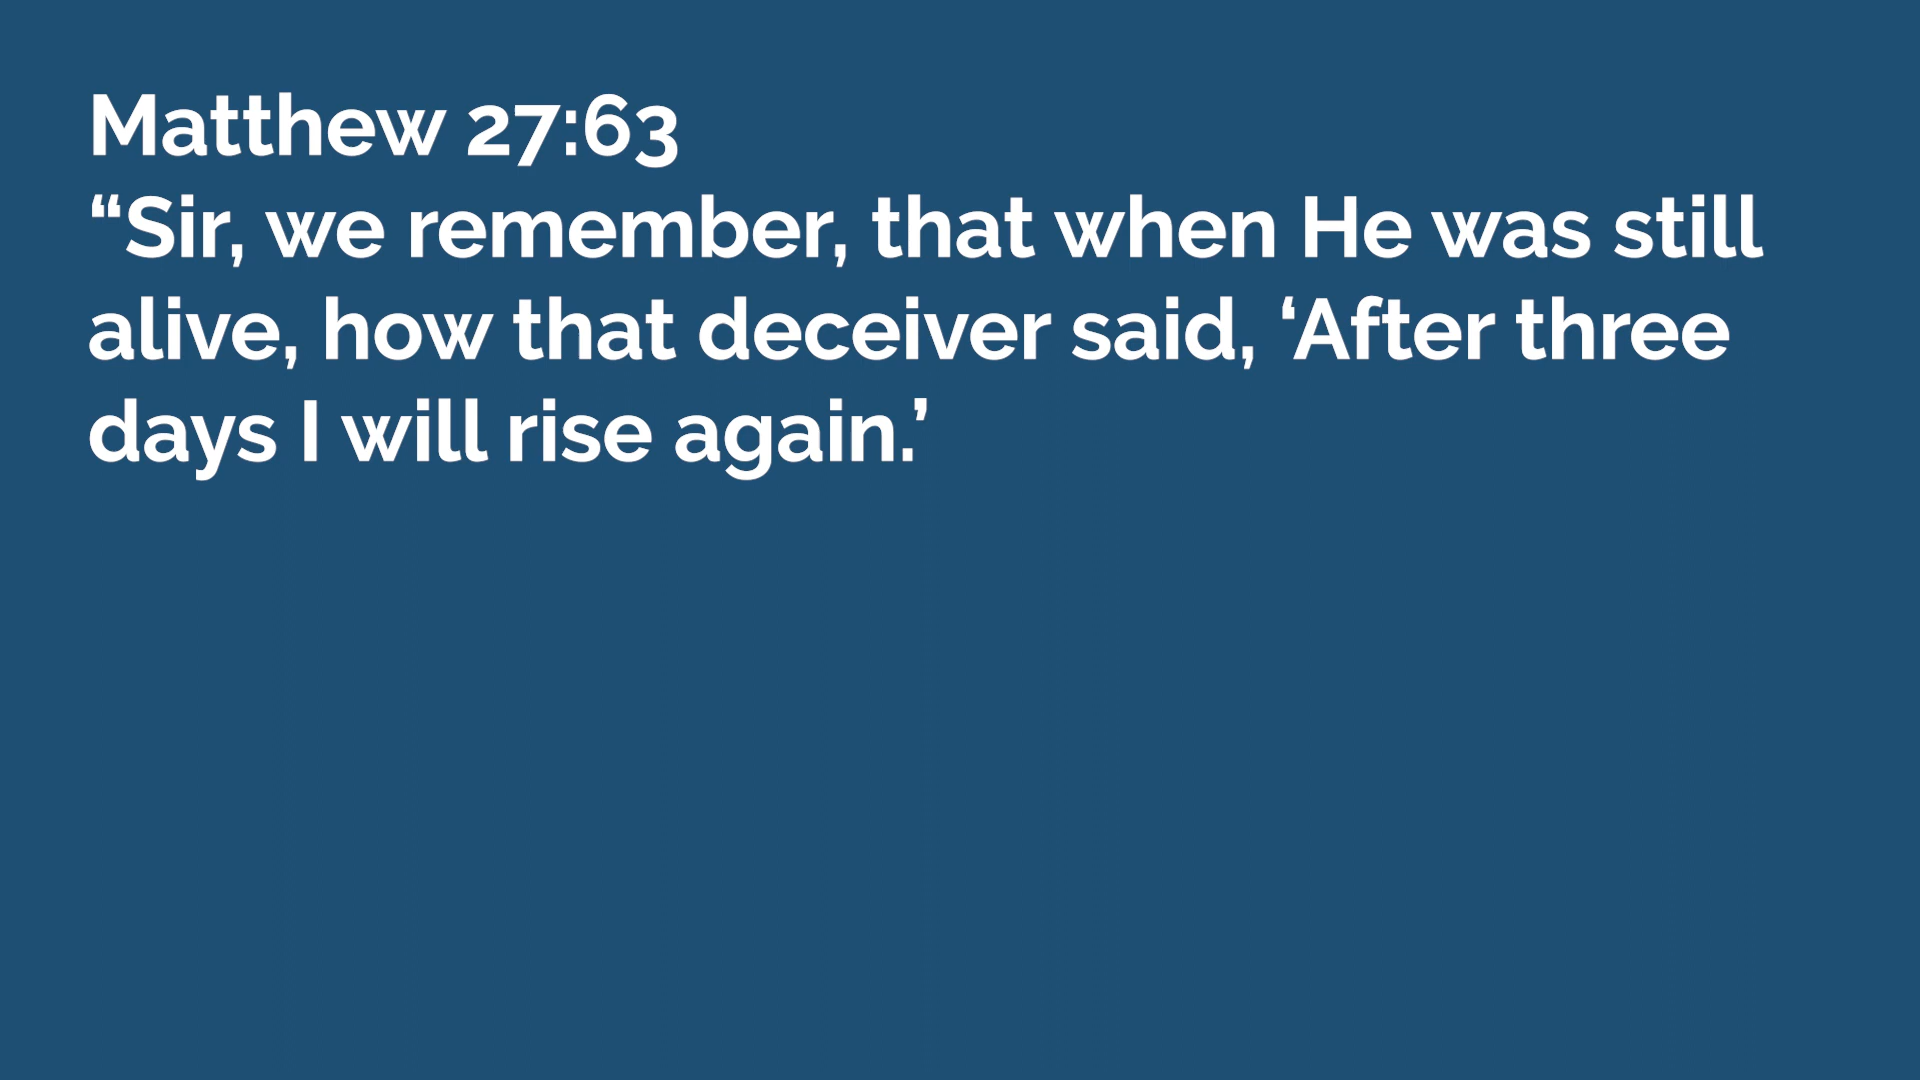 Matthew 27:63
“Sir, we remember, that when He was still
alive, how that deceiver said, ‘After three
days I will rise again.’